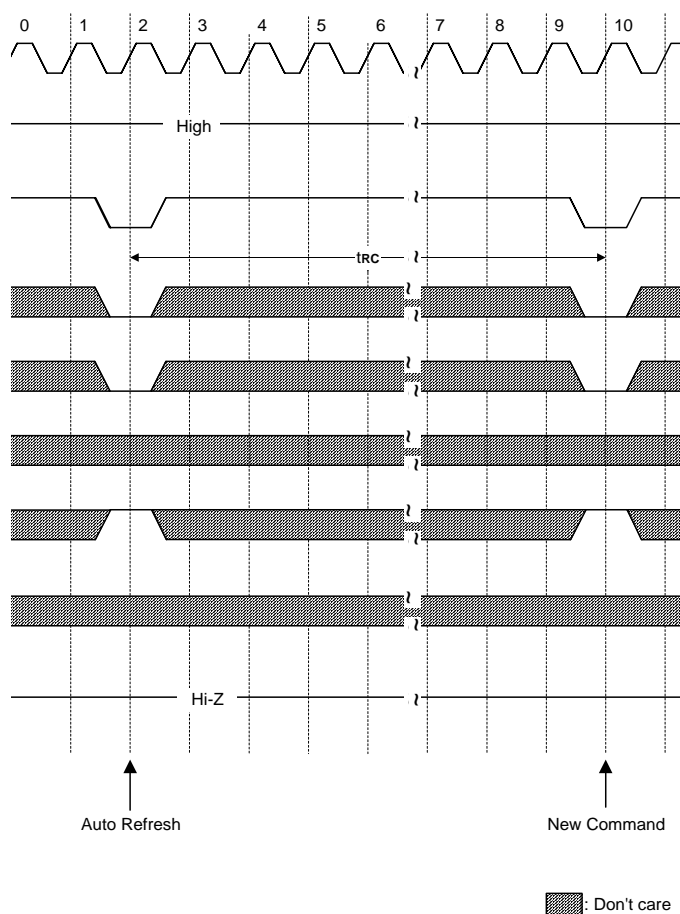 0 1 2 3 4 5 6 7 8 9 10
High
tRC
Hi-Z
Auto Refresh New Command
: Don't care